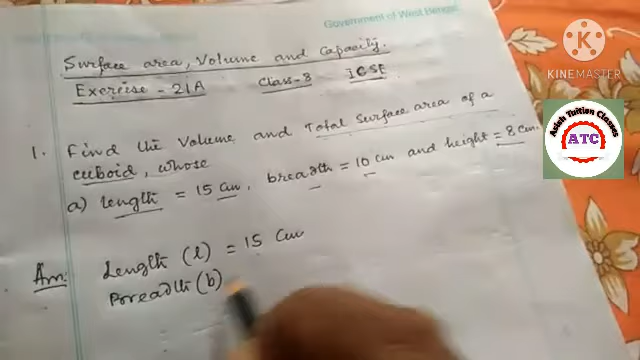 Government of West Bengal
KINEMASTER
Surface area, Volume and Capacity.
Exercise - 21A Class-8 ICSE
Asish Tuition Classes
ATC
1. Find the Volume and Total Surface area of a
cuboid, whose
a) length = 15 cm, breadth = 10 cm and height = 8 cm.
Ans: Length (l) = 15 cm
Breadth (b)